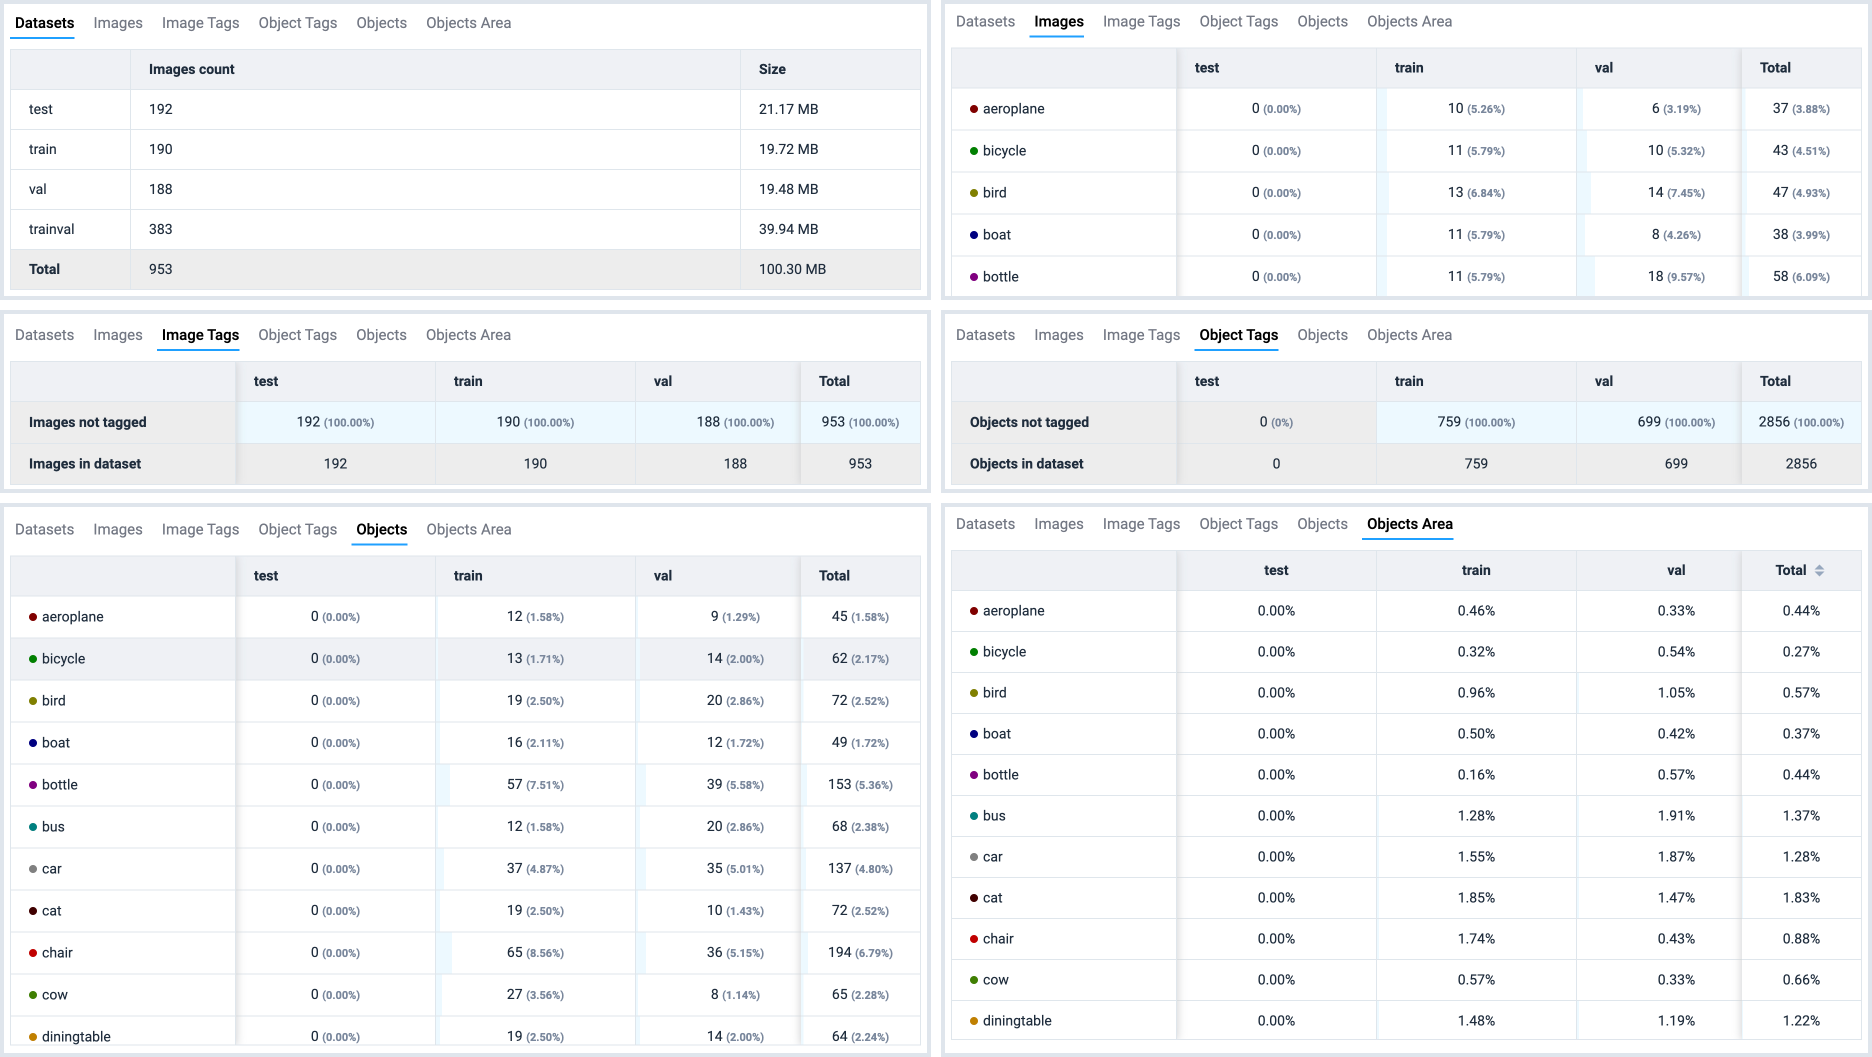 Datasets Images Image Tags Object Tags Objects Objects Area
Images count Size
test 192 21.17 MB
train 190 19.72 MB
val 188 19.48 MB
trainval 383 39.94 MB
Total 953 100.30 MB
Datasets Images Image Tags Object Tags Objects Objects Area
test train val Total
aeroplane 0 (0.00%) 10 (5.26%) 6 (3.19%) 37 (3.88%)
bicycle 0 (0.00%) 11 (5.79%) 10 (5.32%) 43 (4.51%)
bird 0 (0.00%) 13 (6.84%) 14 (7.45%) 47 (4.93%)
boat 0 (0.00%) 11 (5.79%) 8 (4.26%) 38 (3.99%)
bottle 0 (0.00%) 11 (5.79%) 18 (9.57%) 58 (6.09%)
Datasets Images Image Tags Object Tags Objects Objects Area
test train val Total
Images not tagged 192 (100.00%) 190 (100.00%) 188 (100.00%) 953 (100.00%)
Images in dataset 192 190 188 953
Datasets Images Image Tags Object Tags Objects Objects Area
test train val Total
Objects not tagged 0 (0%) 759 (100.00%) 699 (100.00%) 2856 (100.00%)
Objects in dataset 0 759 699 2856
Datasets Images Image Tags Object Tags Objects Objects Area
test train val Total
aeroplane 0 (0.00%) 12 (1.58%) 9 (1.29%) 45 (1.58%)
bicycle 0 (0.00%) 13 (1.71%) 14 (2.00%) 62 (2.17%)
bird 0 (0.00%) 19 (2.50%) 20 (2.86%) 72 (2.52%)
boat 0 (0.00%) 16 (2.11%) 12 (1.72%) 49 (1.72%)
bottle 0 (0.00%) 57 (7.51%) 39 (5.58%) 153 (5.36%)
bus 0 (0.00%) 12 (1.58%) 20 (2.86%) 68 (2.38%)
car 0 (0.00%) 37 (4.87%) 35 (5.01%) 137 (4.80%)
cat 0 (0.00%) 19 (2.50%) 10 (1.43%) 72 (2.52%)
chair 0 (0.00%) 65 (8.56%) 36 (5.15%) 194 (6.79%)
cow 0 (0.00%) 27 (3.56%) 8 (1.14%) 65 (2.28%)
diningtable 0 (0.00%) 19 (2.50%) 14 (2.00%) 64 (2.24%)
Datasets Images Image Tags Object Tags Objects Objects Area
test train val Total
aeroplane 0.00% 0.46% 0.33% 0.44%
bicycle 0.00% 0.32% 0.54% 0.27%
bird 0.00% 0.96% 1.05% 0.57%
boat 0.00% 0.50% 0.42% 0.37%
bottle 0.00% 0.16% 0.57% 0.44%
bus 0.00% 1.28% 1.91% 1.37%
car 0.00% 1.55% 1.87% 1.28%
cat 0.00% 1.85% 1.47% 1.83%
chair 0.00% 1.74% 0.43% 0.88%
cow 0.00% 0.57% 0.33% 0.66%
diningtable 0.00% 1.48% 1.19% 1.22%